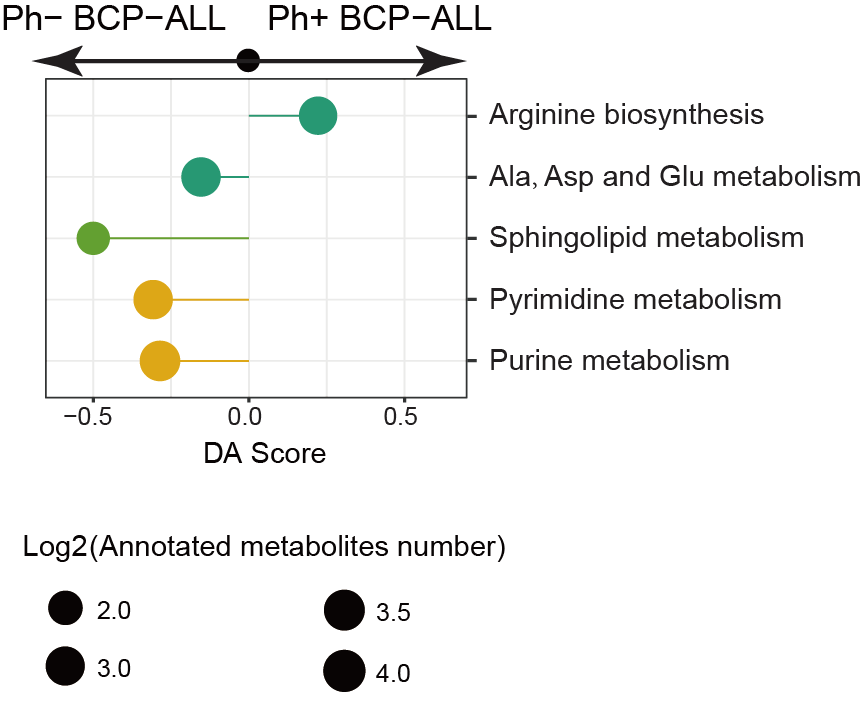 Ph− BCP−ALL Ph+ BCP−ALL
Arginine biosynthesis
Ala, Asp and Glu metabolism
Sphingolipid metabolism
Pyrimidine metabolism
Purine metabolism
−0.5 0.0 0.5
DA Score
Log2(Annotated metabolites number)
2.0 3.5
3.0 4.0